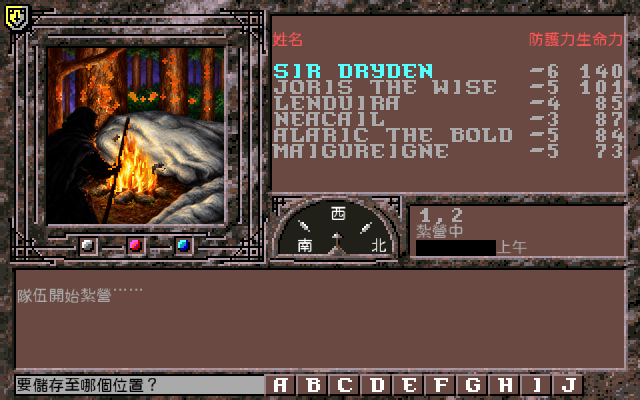 姓名 防護力 生命力
SIR DRYDEN -6 140
JORIS THE WISE -5 101
LENDUIRA -4 85
NEACAIL -3 87
ALARIC THE BOLD -5 84
MAIGUREIGNE -5 73
西
南 北
1,2
紮營中
上午
隊伍開始紮營⋯⋯
要儲存至哪個位置？ A B C D E F G H I J